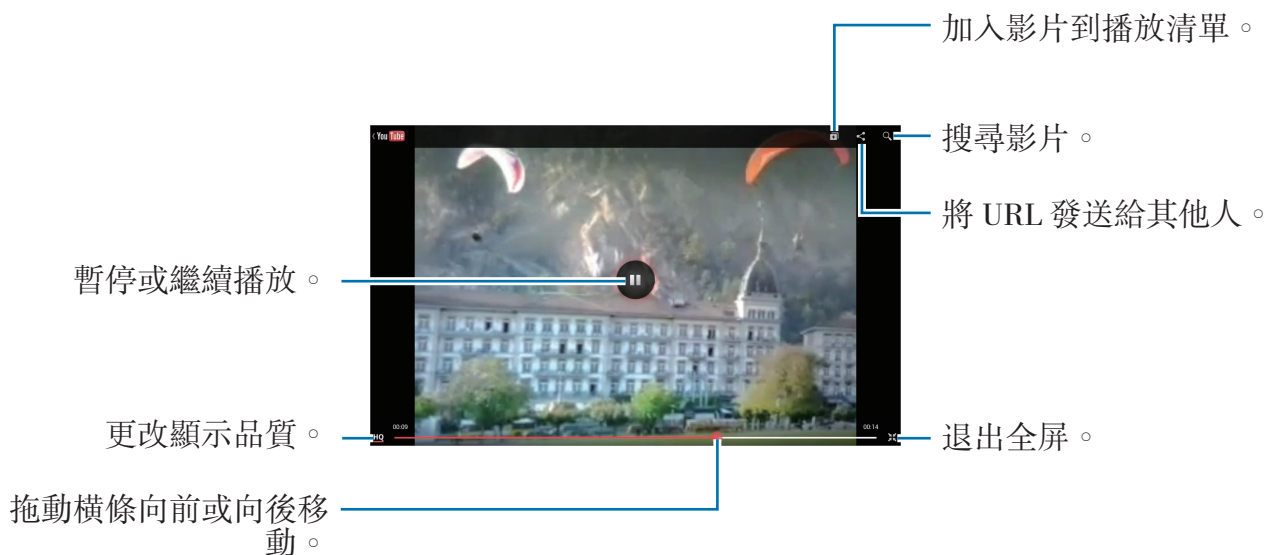 加入影片到播放清單。
You Tube
搜尋影片。
將 URL 發送給其他人。
暫停或繼續播放。
更改顯示品質。
HQ
00:09
00:14
退出全屏。
拖動橫條向前或向後移
動。